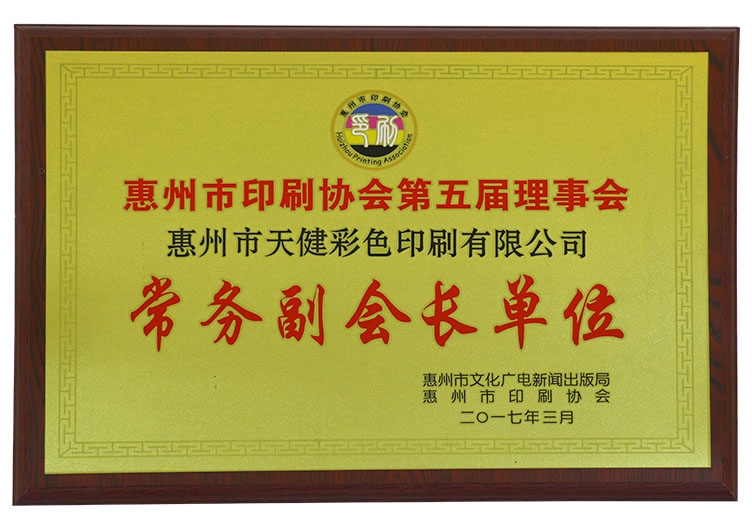 惠州市印刷协会
印刷
Huizhou Printing Association
惠州市印刷协会第五届理事会
惠州市天健彩色印刷有限公司
常务副会长单位
惠州市文化广电新闻出版局
惠州市印刷协会
二〇一七年三月